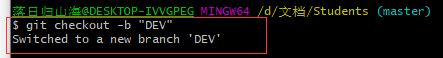 落日归山海@DESKTOP-IVVGPEG MINGW64 /d/文档/Students (master)
$ git checkout -b "DEV"
Switched to a new branch 'DEV'